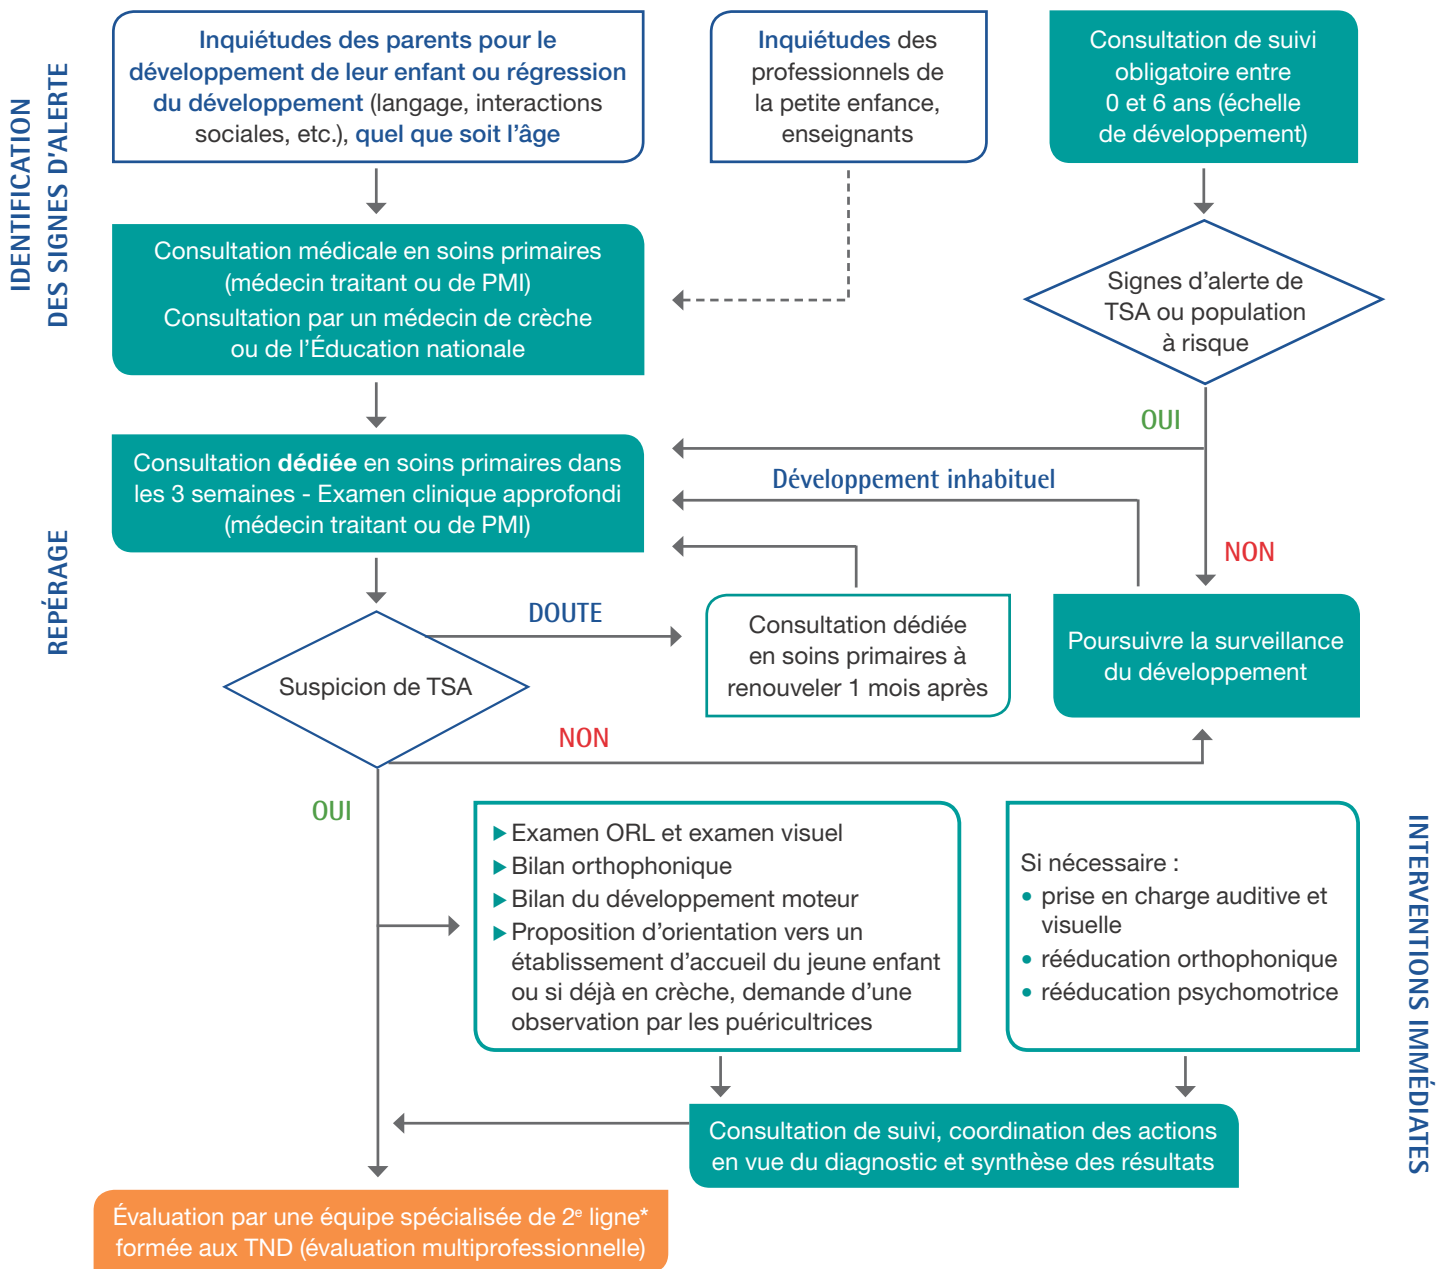 IDENTIFICATION
DES SIGNES D'ALERTE
Inquiétudes des parents pour le
développement de leur enfant ou régression
du développement (langage, interactions
sociales, etc.), quel que soit l'âge
Inquiétudes des
professionnels de
la petite enfance,
enseignants
Consultation de suivi
obligatoire entre
0 et 6 ans (échelle
de développement)
Consultation médicale en soins primaires
(médecin traitant ou de PMI)
Consultation par un médecin de crèche
ou de l'Éducation nationale
Signes d'alerte de
TSA ou population
à risque
OUI
NON
REPÉRAGE
Consultation dédiée en soins primaires dans
les 3 semaines - Examen clinique approfondi
(médecin traitant ou de PMI)
Développement inhabituel
Suspicion de TSA
DOUTE
Consultation dédiée
en soins primaires à
renouveler 1 mois après
Poursuivre la surveillance
du développement
NON
OUI
▶ Examen ORL et examen visuel
▶ Bilan orthophonique
▶ Bilan du développement moteur
▶ Proposition d'orientation vers un
établissement d'accueil du jeune enfant
ou si déjà en crèche, demande d'une
observation par les puéricultrices
Si nécessaire :
• prise en charge auditive et
visuelle
• rééducation orthophonique
• rééducation psychomotrice
INTERVENTIONS IMMÉDIATES
Consultation de suivi, coordination des actions
en vue du diagnostic et synthèse des résultats
Évaluation par une équipe spécialisée de 2e ligne*
formée aux TND (évaluation multiprofessionnelle)